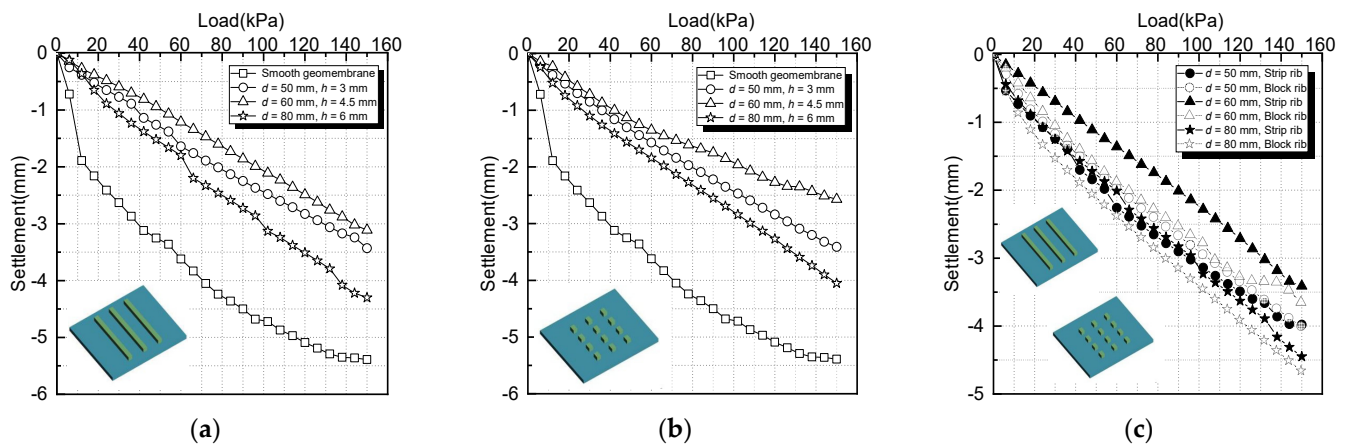 Load(kPa)
0 20 40 60 80 100 120 140 160
0
-1
-2
-3
-4
-5
-6
Settlement(mm)
Smooth geomembrane
d = 50 mm, h = 3 mm
d = 60 mm, h = 4.5 mm
d = 80 mm, h = 6 mm
(a)
Load(kPa)
0 20 40 60 80 100 120 140 160
0
-1
-2
-3
-4
-5
-6
Settlement(mm)
Smooth geomembrane
d = 50 mm, h = 3 mm
d = 60 mm, h = 4.5 mm
d = 80 mm, h = 6 mm
(b)
Load(kPa)
0 20 40 60 80 100 120 140 160
0
-1
-2
-3
-4
-5
Settlement(mm)
d = 50 mm, Strip rib
d = 50 mm, Block rib
d = 60 mm, Strip rib
d = 60 mm, Block rib
d = 80 mm, Strip rib
d = 80 mm, Block rib
(c)